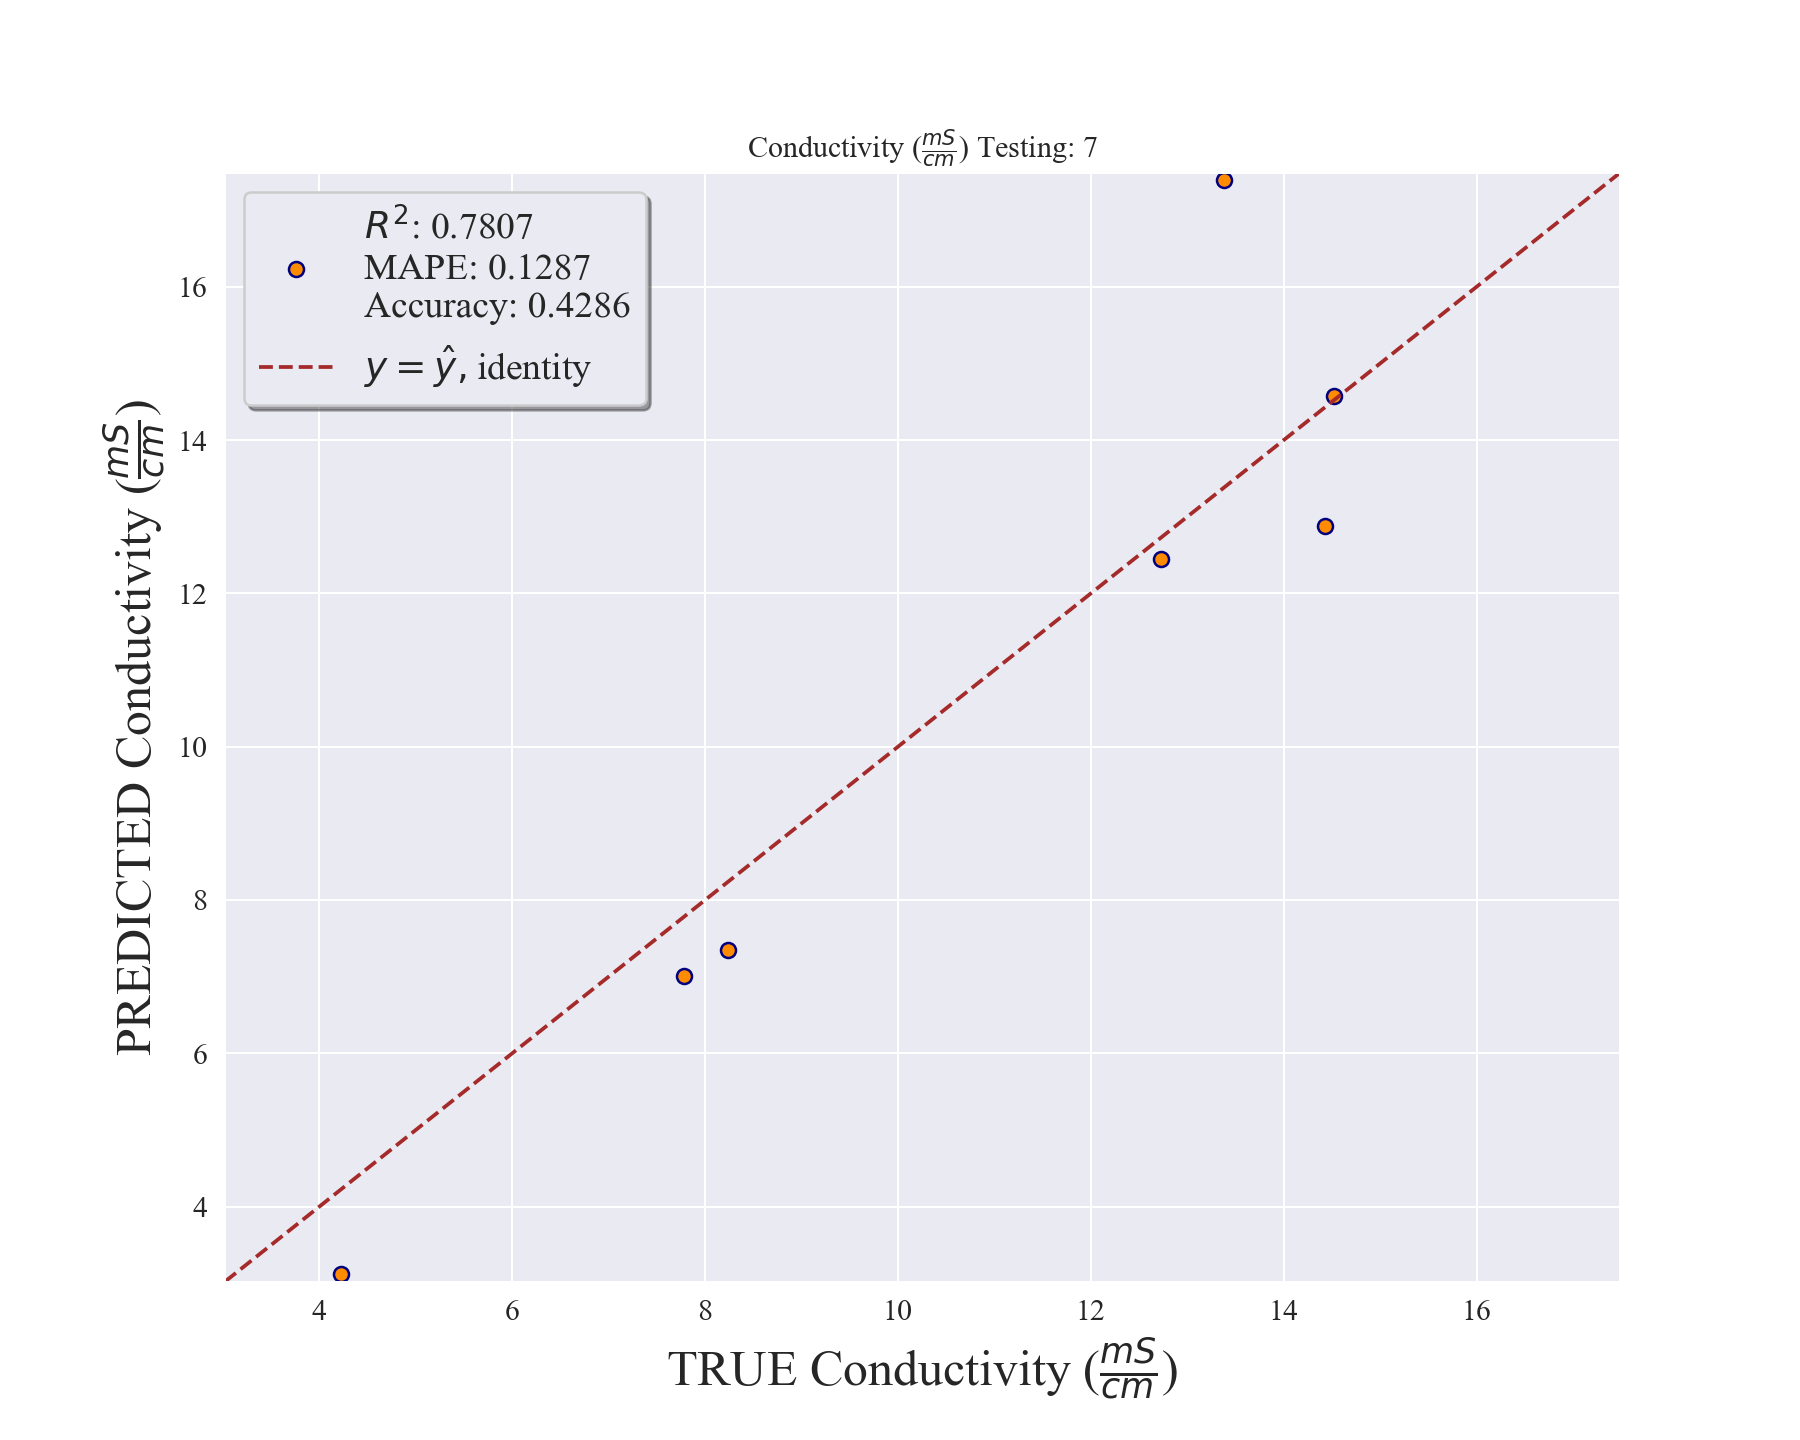 Conductivity (mS/cm) Testing: 7
R²: 0.7807
MAPE: 0.1287
Accuracy: 0.4286
y = ŷ, identity
PREDICTED Conductivity (mS/cm)
16
14
12
10
8
6
4
4 6 8 10 12 14 16
TRUE Conductivity (mS/cm)